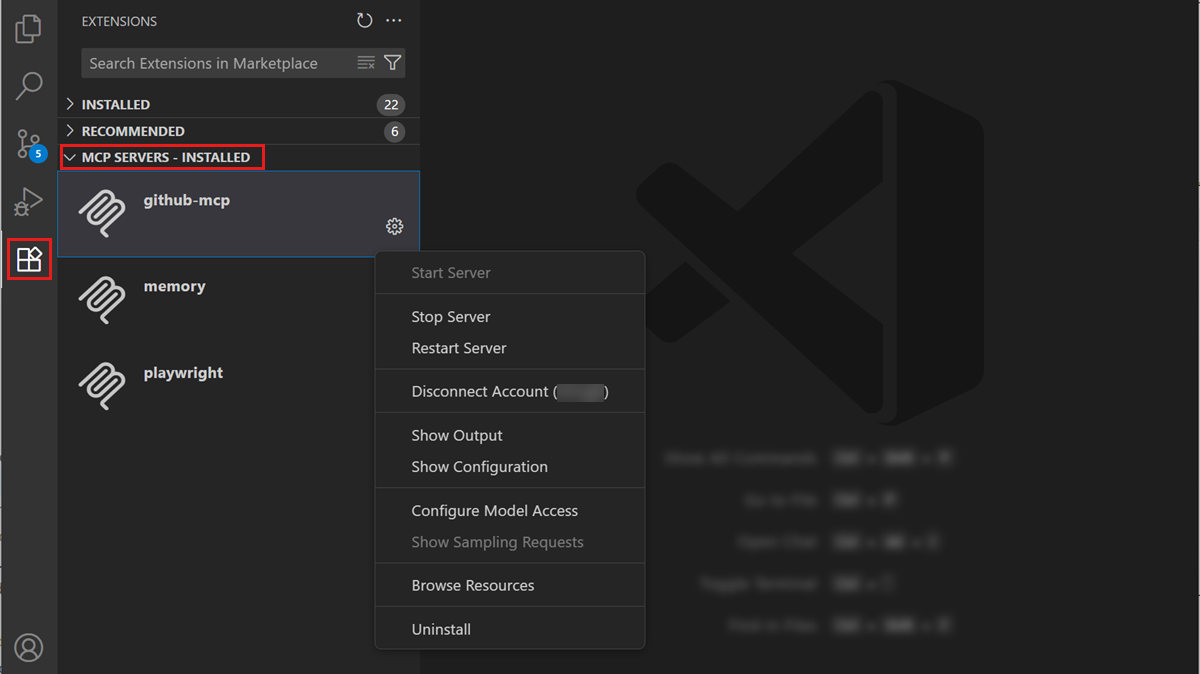 EXTENSIONS
Search Extensions in Marketplace
INSTALLED 22
RECOMMENDED 6
MCP SERVERS - INSTALLED
5
github-mcp
memory
playwright
Start Server
Stop Server
Restart Server
Disconnect Account ( )
Show Output
Show Configuration
Configure Model Access
Show Sampling Requests
Browse Resources
Uninstall